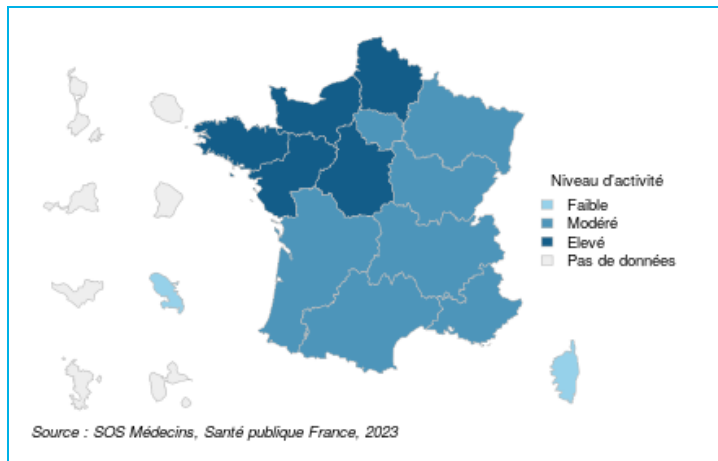 Niveau d'activité
Faible
Modéré
Elevé
Pas de données
Source : SOS Médecins, Santé publique France, 2023